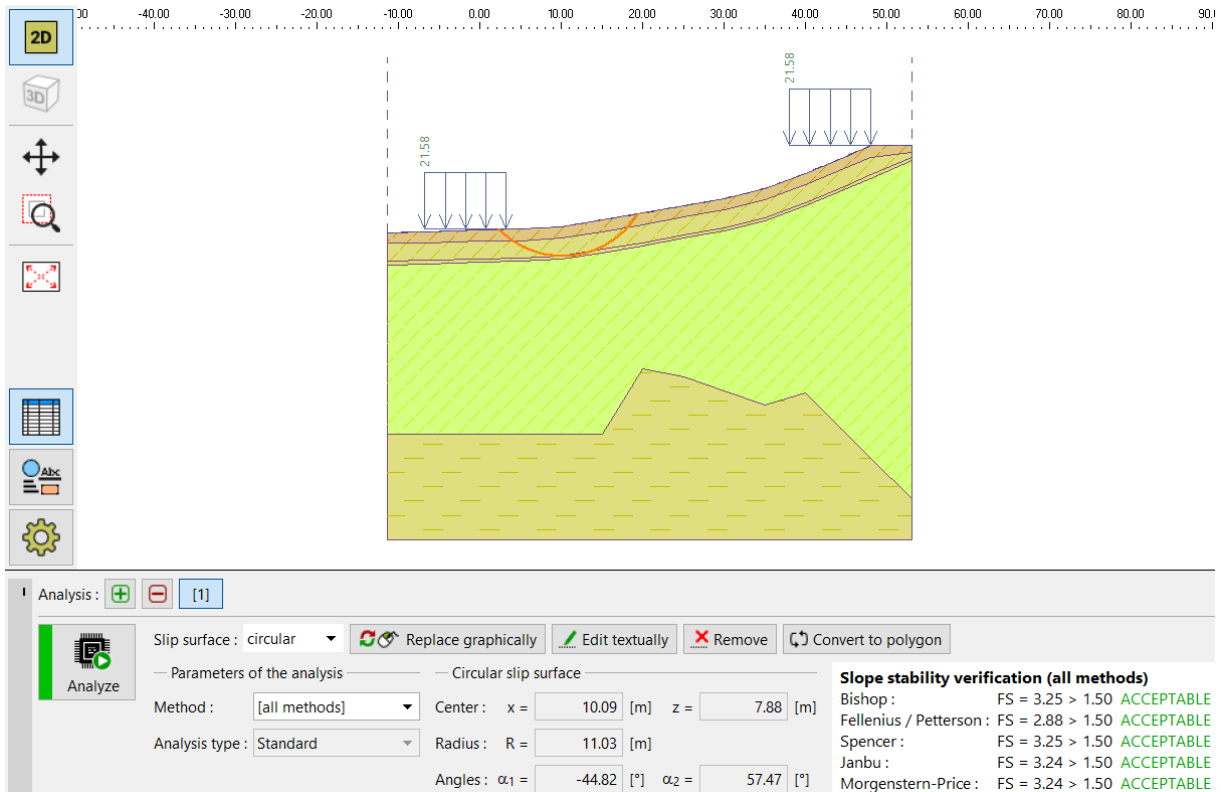 00 -40.00 -30.00 -20.00 -10.00 0.00 10.00 20.00 30.00 40.00 50.00 60.00 70.00 80.00 90.
2D
3D
21.58
21.58
Abc
Analysis : [1]
Analyze
Slip surface : circular Replace graphically Edit textually Remove Convert to polygon
Parameters of the analysis
Method : [all methods]
Analysis type : Standard
Circular slip surface
Center : x = 10.09 [m] z = 7.88 [m]
Radius : R = 11.03 [m]
Angles : α1 = -44.82 [°] α2 = 57.47 [°]
Slope stability verification (all methods)
Bishop : FS = 3.25 > 1.50 ACCEPTABLE
Fellenius / Petterson : FS = 2.88 > 1.50 ACCEPTABLE
Spencer : FS = 3.25 > 1.50 ACCEPTABLE
Janbu : FS = 3.24 > 1.50 ACCEPTABLE
Morgenstern-Price : FS = 3.24 > 1.50 ACCEPTABLE